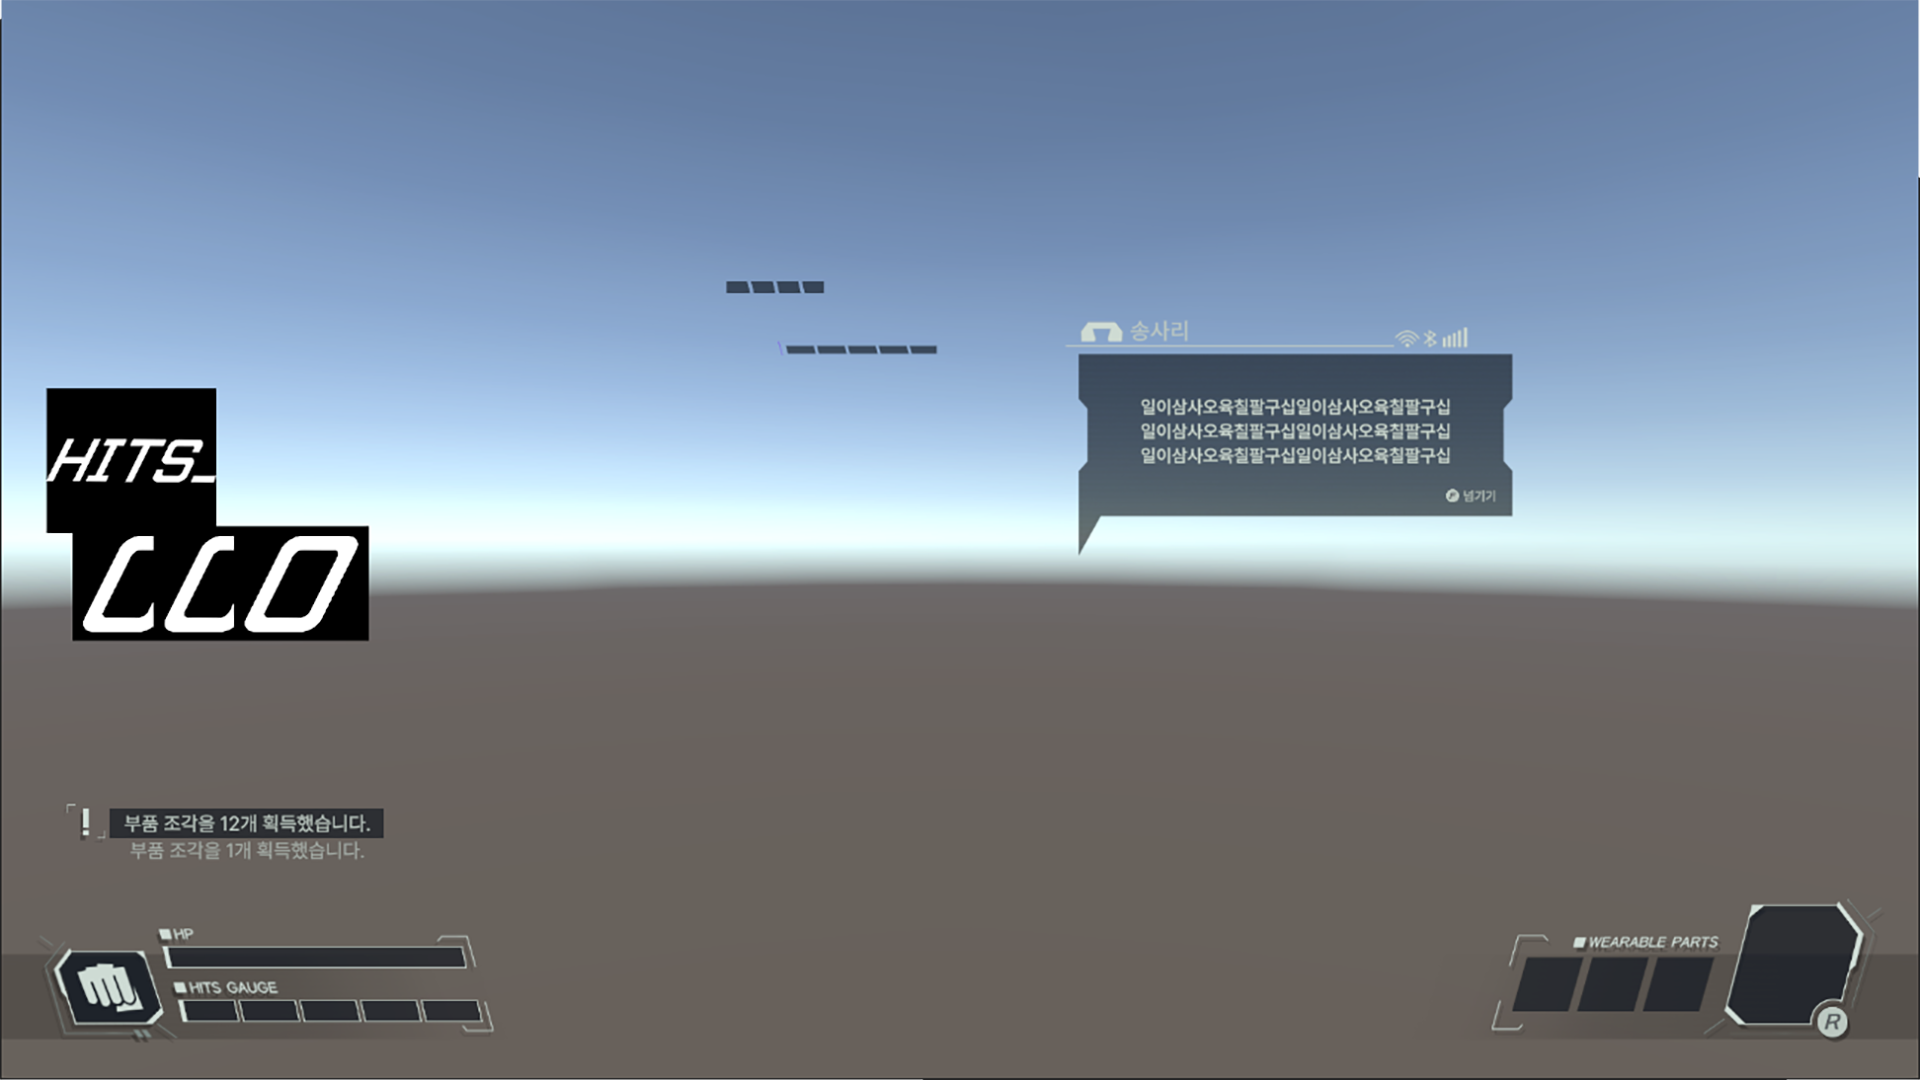 송사리
일이삼사오육칠팔구십일이삼사오육칠팔구십
일이삼사오육칠팔구십일이삼사오육칠팔구십
일이삼사오육칠팔구십일이삼사오육칠팔구십
F 넘기기
HITS_
CCO
! 부품 조각을 12개 획득했습니다.
부품 조각을 1개 획득했습니다.
HP
HITS GAUGE
WEARABLE PARTS
R